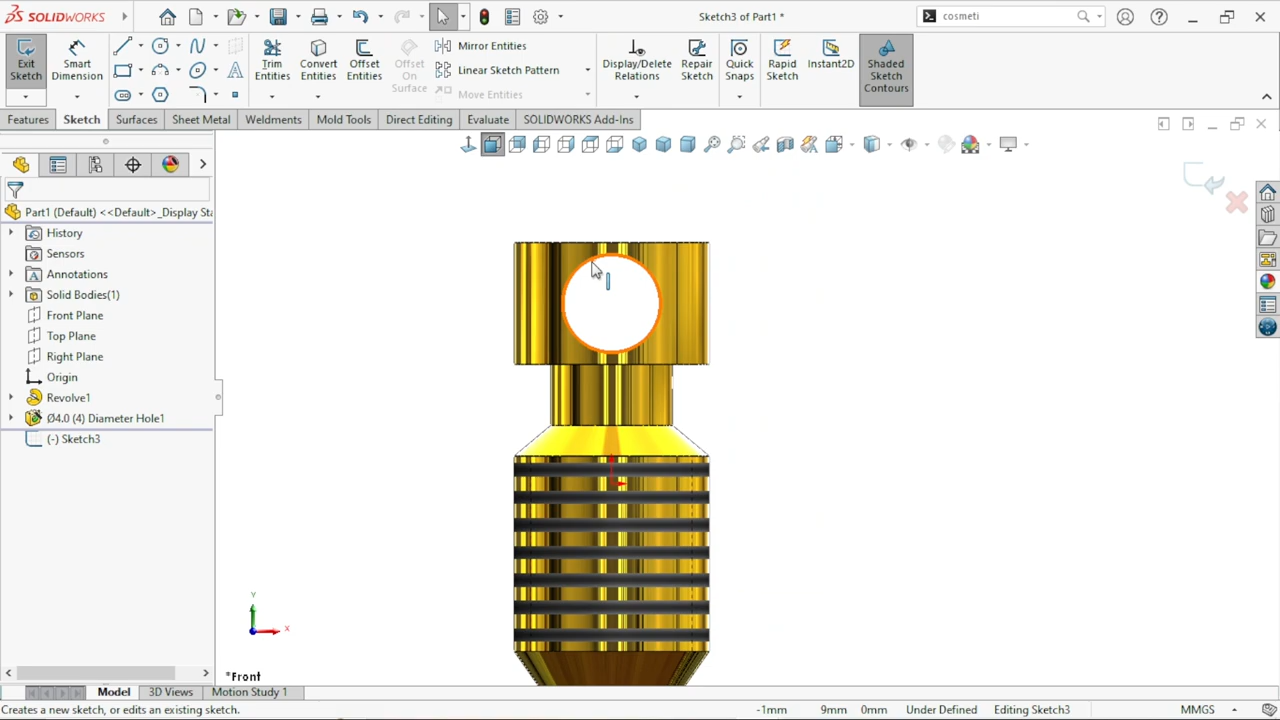 SOLIDWORKS
Sketch3 of Part1 *
cosmeti
Exit Sketch
Smart Dimension
Trim Entities
Convert Entities
Offset Entities
Offset On Surface
Mirror Entities
Linear Sketch Pattern
Move Entities
Display/Delete Relations
Repair Sketch
Quick Snaps
Rapid Sketch
Instant2D
Shaded Sketch Contours
Features
Sketch
Surfaces
Sheet Metal
Weldments
Mold Tools
Direct Editing
Evaluate
SOLIDWORKS Add-Ins
Part1 (Default) <<Default>_Display Sta
History
Sensors
Annotations
Solid Bodies(1)
Front Plane
Top Plane
Right Plane
Origin
Revolve1
Ø4.0 (4) Diameter Hole1
(-) Sketch3
Y
X
*Front
Model
3D Views
Motion Study 1
Creates a new sketch, or edits an existing sketch.
-1mm
9mm
0mm
Under Defined
Editing Sketch3
MMGS